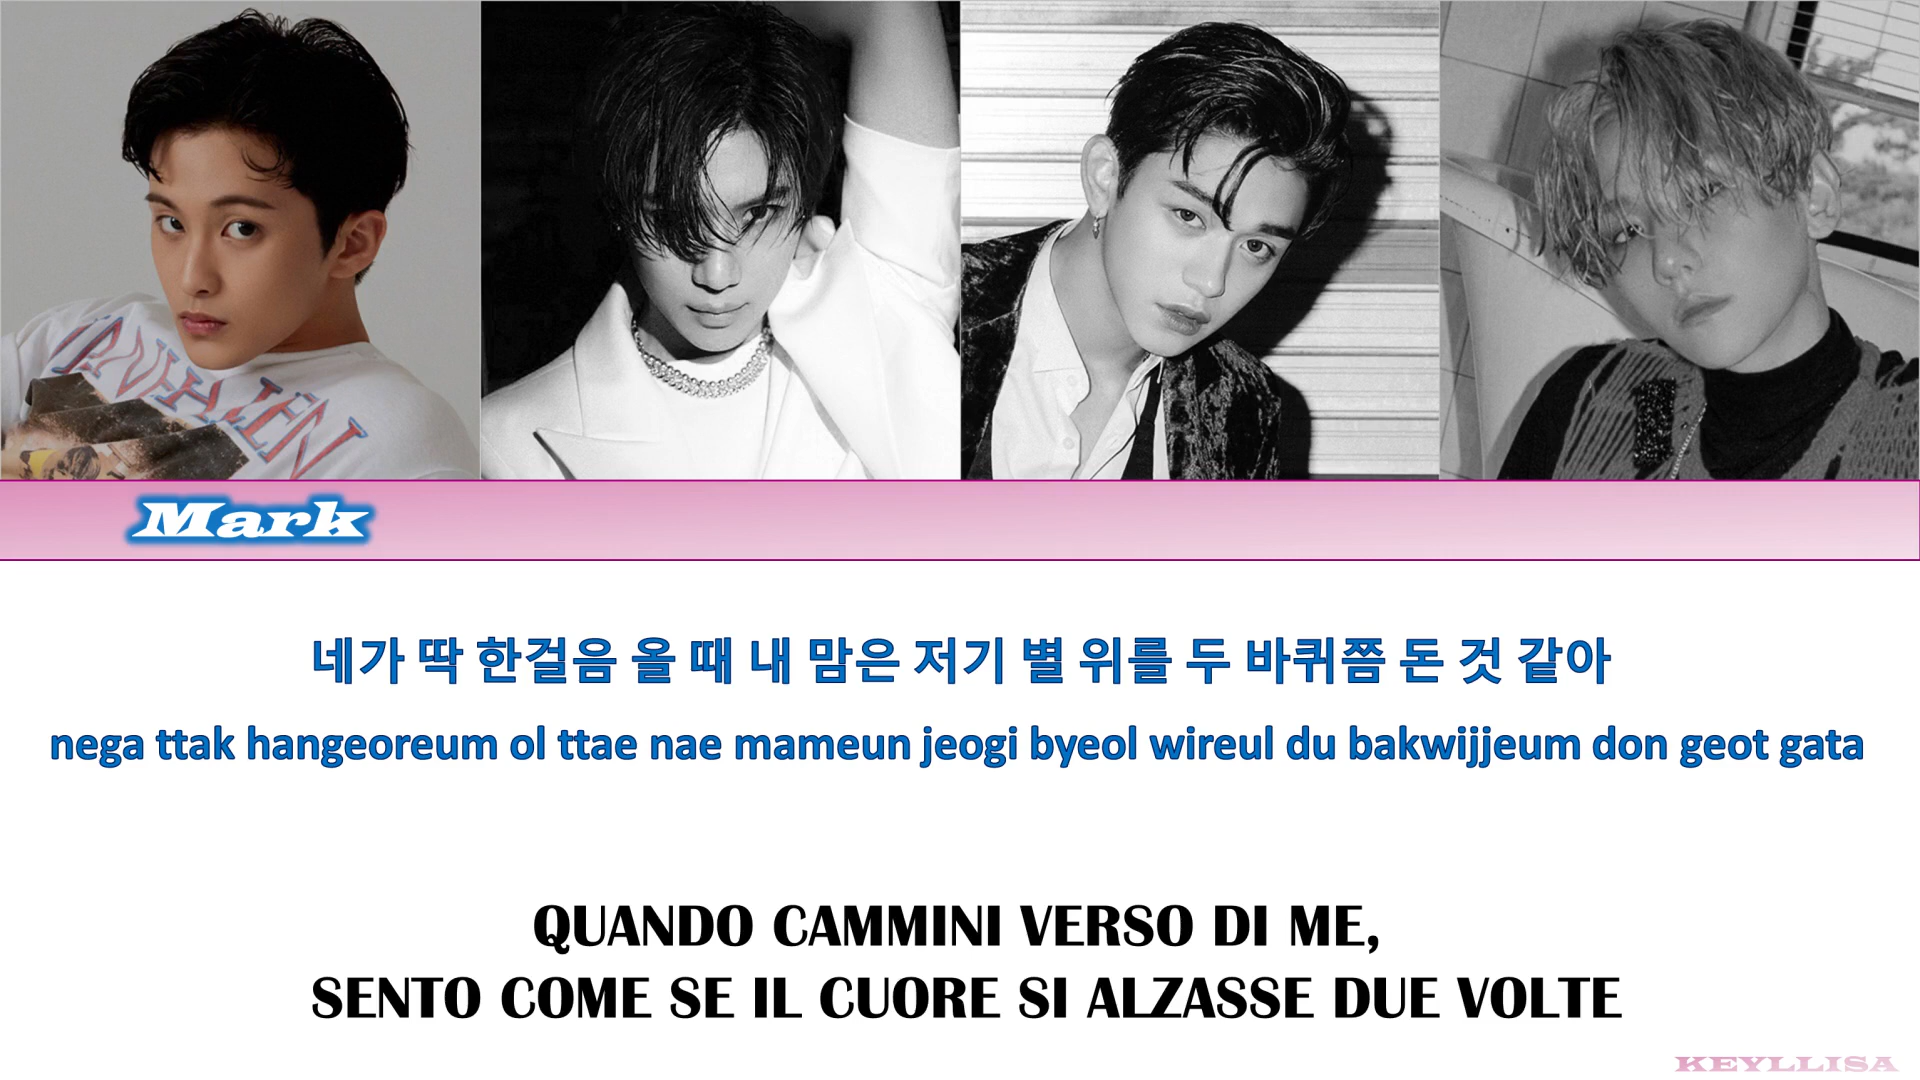 Mark
네가 딱 한걸음 올 때 내 맘은 저기 별 위를 두 바퀴쯤 돈 것 같아
nega ttak hangeoreum ol ttae nae mameun jeogi byeol wireul du bakwijjeum don geot gata
QUANDO CAMMINI VERSO DI ME,
SENTO COME SE IL CUORE SI ALZASSE DUE VOLTE
KEYLLISA